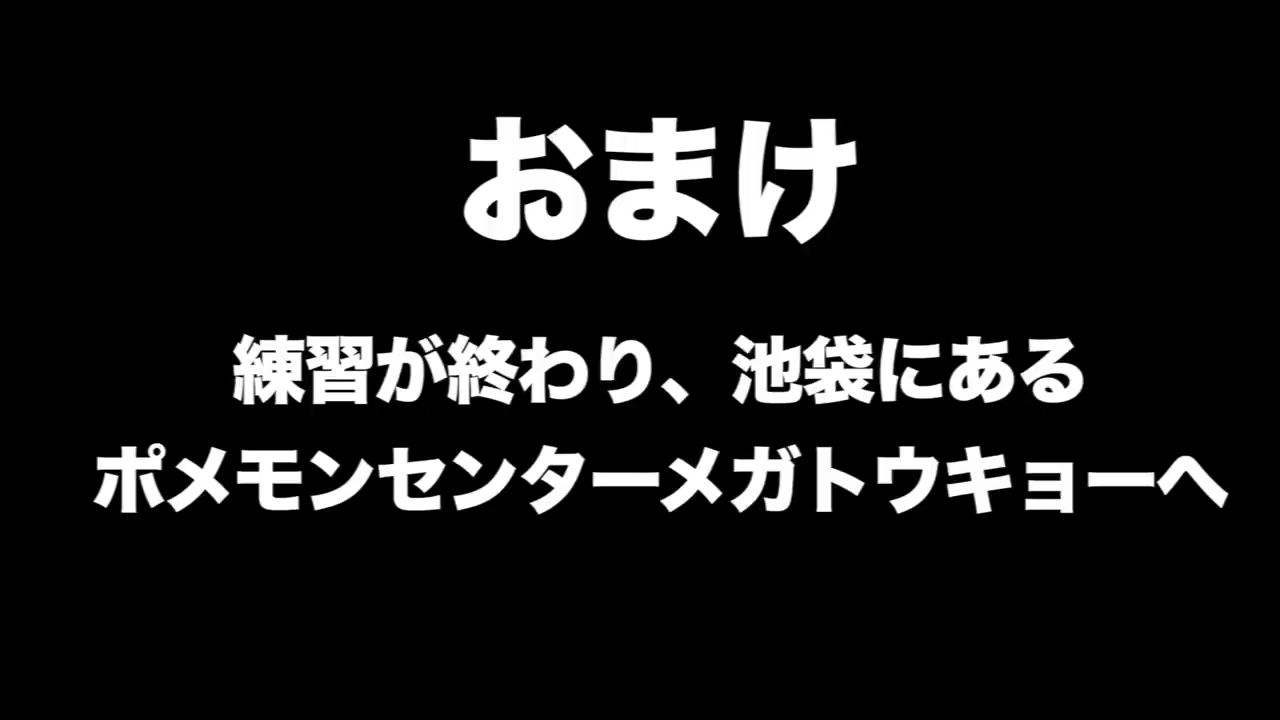 おまけ
練習が終わり、池袋にある
ポメモンセンターメガトウキョーへ